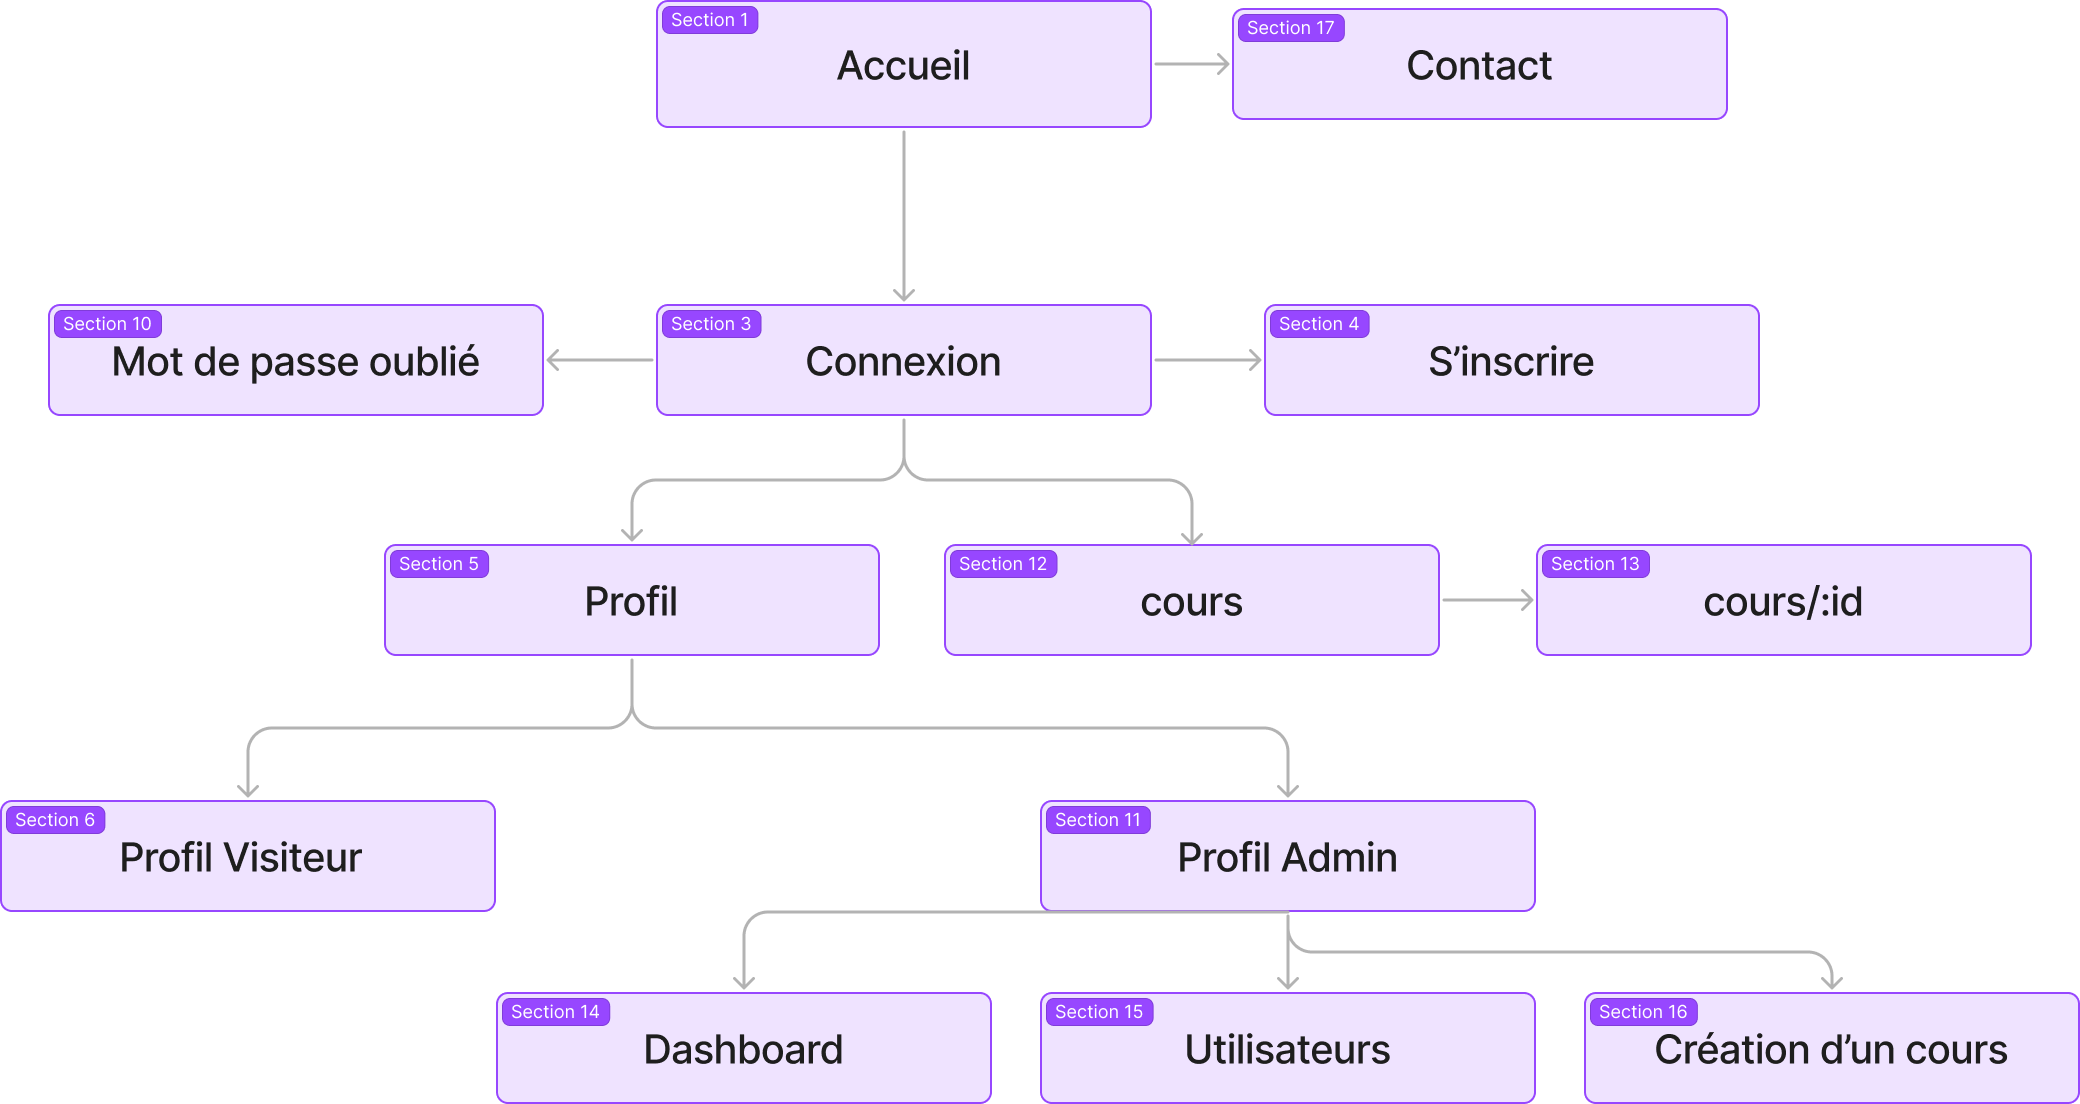 Section 1
Accueil
Section 17
Contact
Section 10
Mot de passe oublié
Section 3
Connexion
Section 4
S’inscrire
Section 5
Profil
Section 12
cours
Section 13
cours/:id
Section 6
Profil Visiteur
Section 11
Profil Admin
Section 14
Dashboard
Section 15
Utilisateurs
Section 16
Création d’un cours